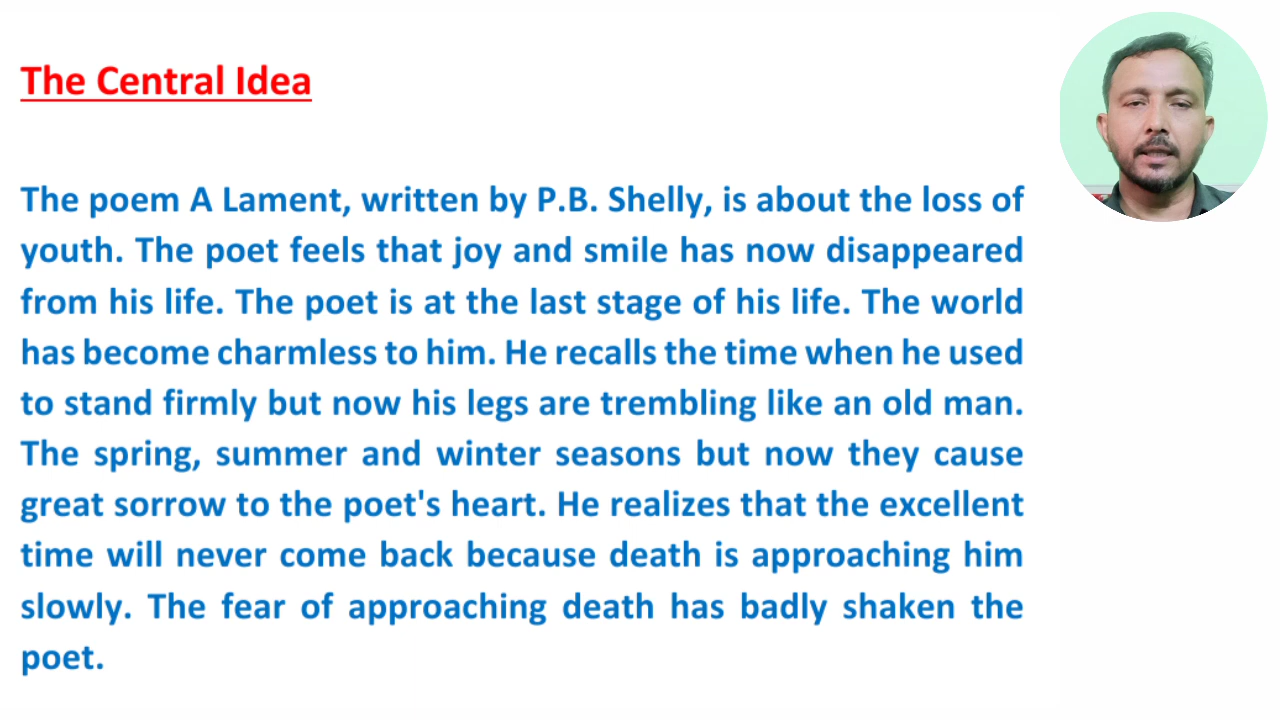 The Central Idea
The poem A Lament, written by P.B. Shelly, is about the loss of
youth. The poet feels that joy and smile has now disappeared
from his life. The poet is at the last stage of his life. The world
has become charmless to him. He recalls the time when he used
to stand firmly but now his legs are trembling like an old man.
The spring, summer and winter seasons but now they cause
great sorrow to the poet's heart. He realizes that the excellent
time will never come back because death is approaching him
slowly. The fear of approaching death has badly shaken the
poet.